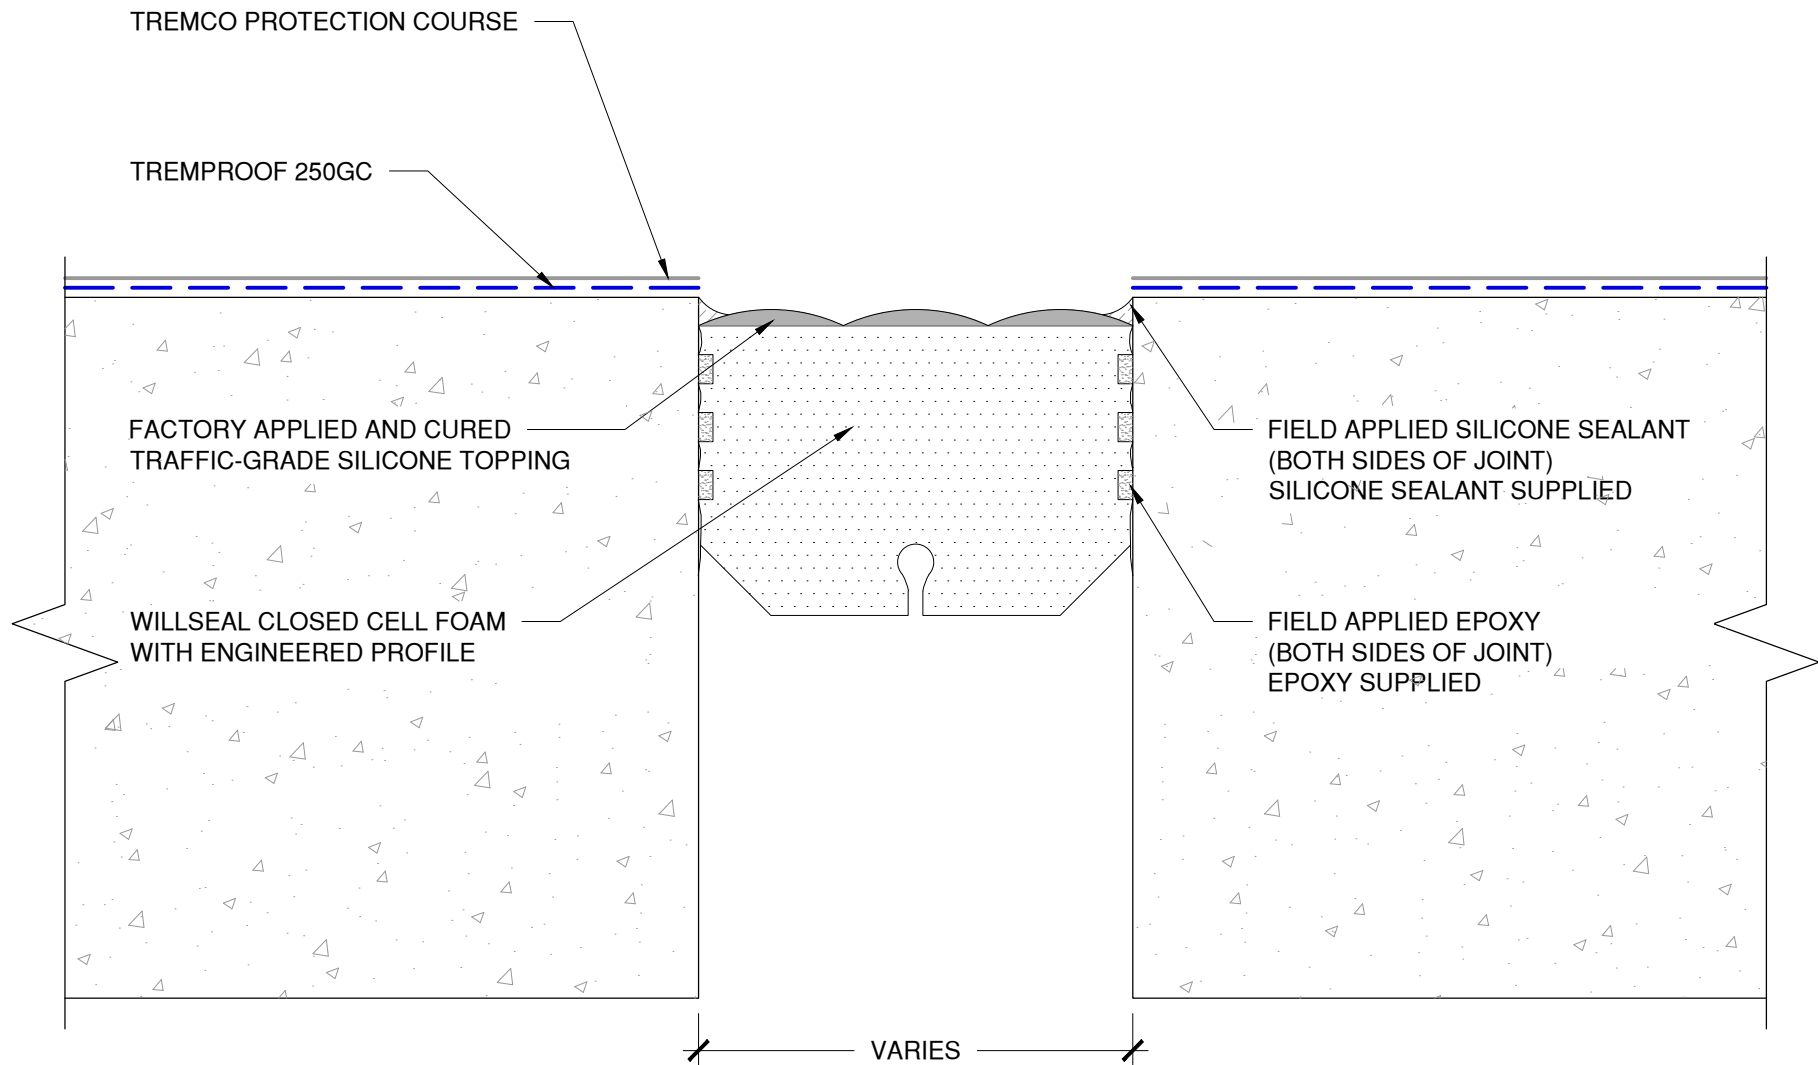 TREMCO PROTECTION COURSE
TREMPROOF 250GC
FACTORY APPLIED AND CURED
TRAFFIC-GRADE SILICONE TOPPING
FIELD APPLIED SILICONE SEALANT
(BOTH SIDES OF JOINT)
SILICONE SEALANT SUPPLIED
WILLSEAL CLOSED CELL FOAM
WITH ENGINEERED PROFILE
FIELD APPLIED EPOXY
(BOTH SIDES OF JOINT)
EPOXY SUPPLIED
VARIES